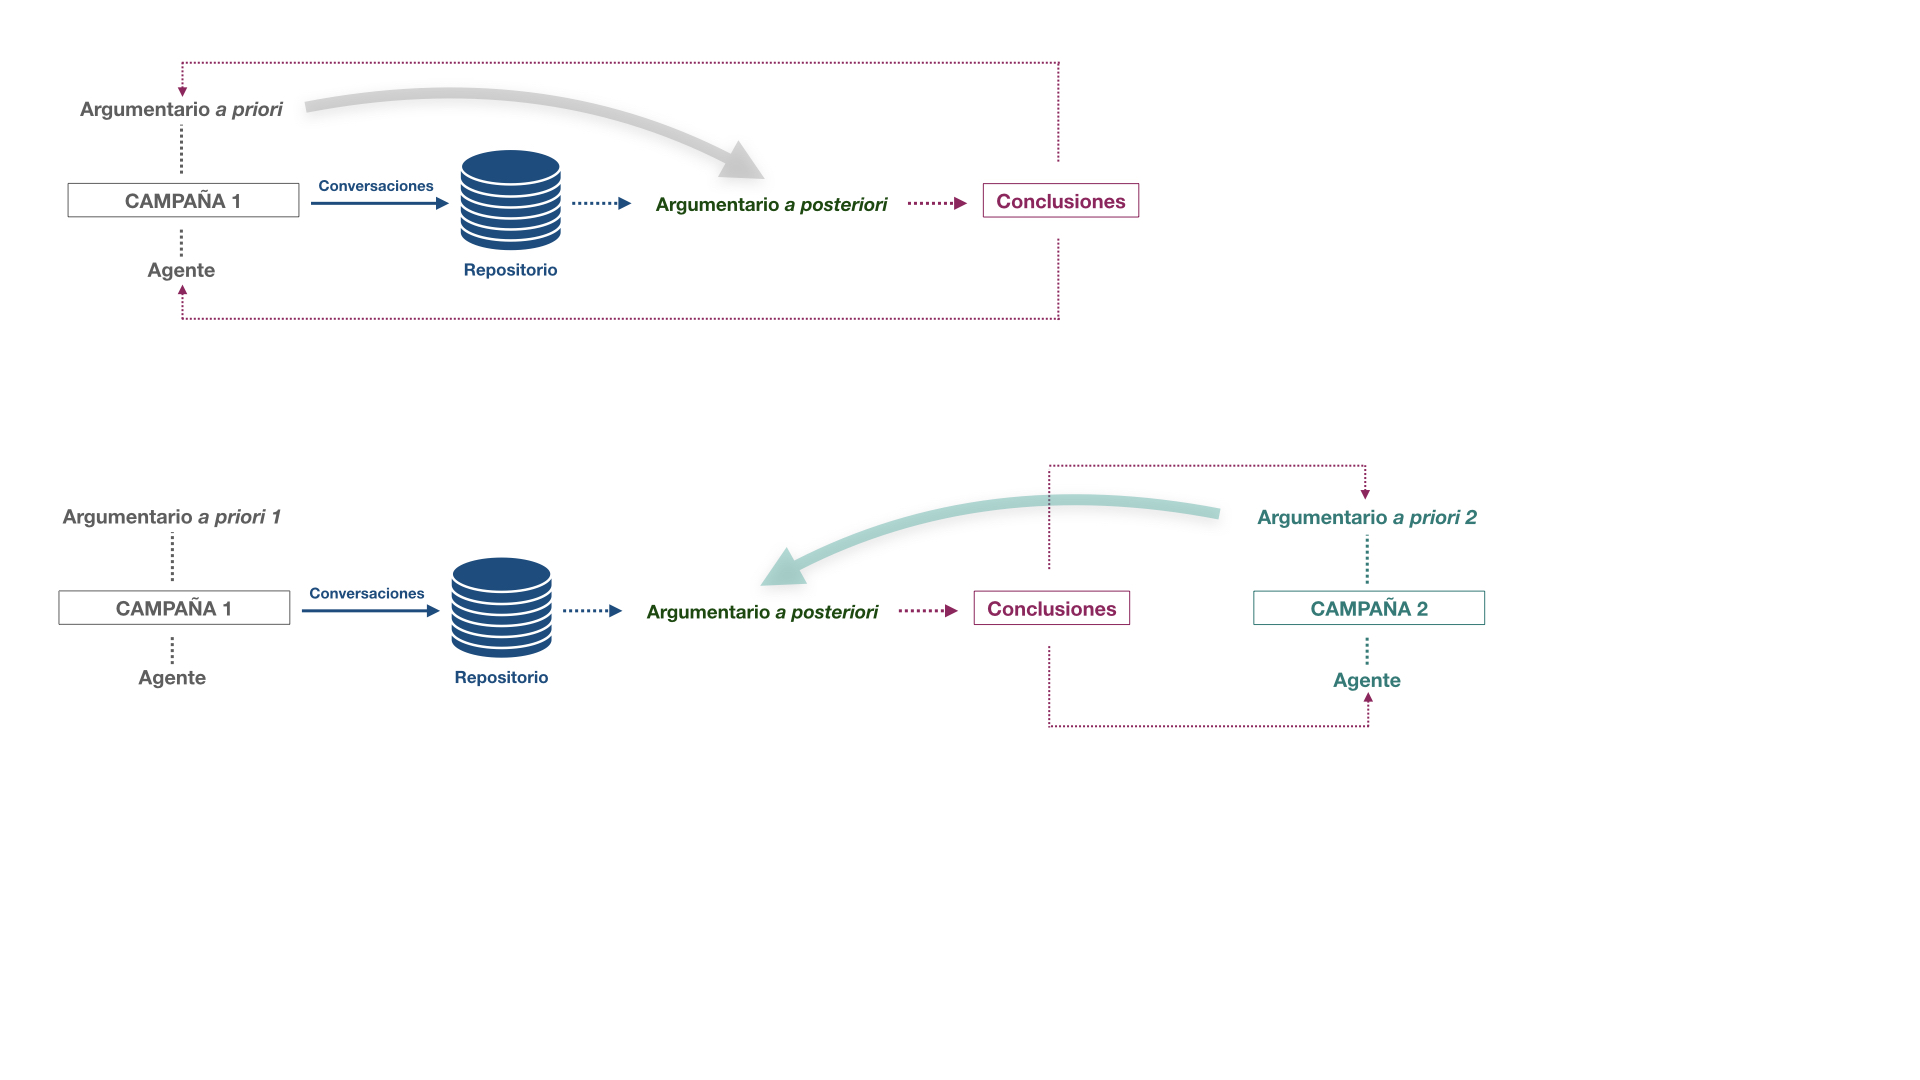 Argumentario a priori
CAMPAÑA 1
Agente
Conversaciones
Repositorio
Argumentario a posteriori
Conclusiones
Argumentario a priori 1
CAMPAÑA 1
Agente
Conversaciones
Repositorio
Argumentario a posteriori
Conclusiones
Argumentario a priori 2
CAMPAÑA 2
Agente